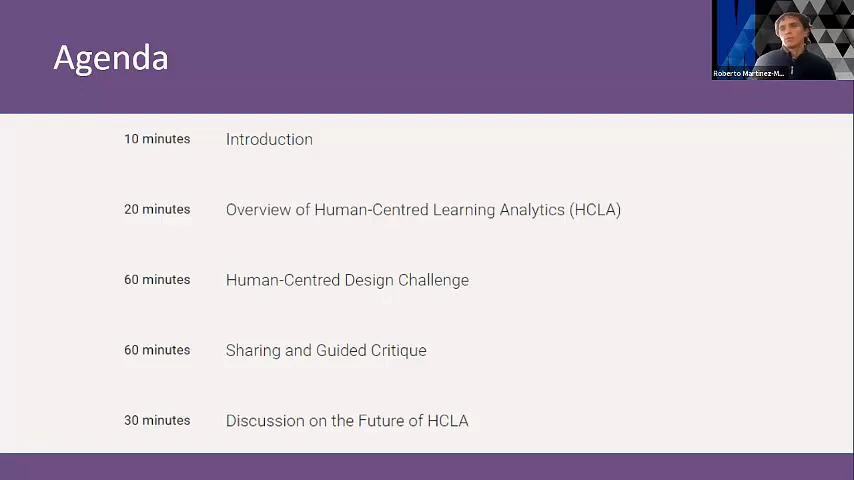 Agenda
Roberto Martinez-M...
10 minutes Introduction
20 minutes Overview of Human-Centred Learning Analytics (HCLA)
60 minutes Human-Centred Design Challenge
60 minutes Sharing and Guided Critique
30 minutes Discussion on the Future of HCLA